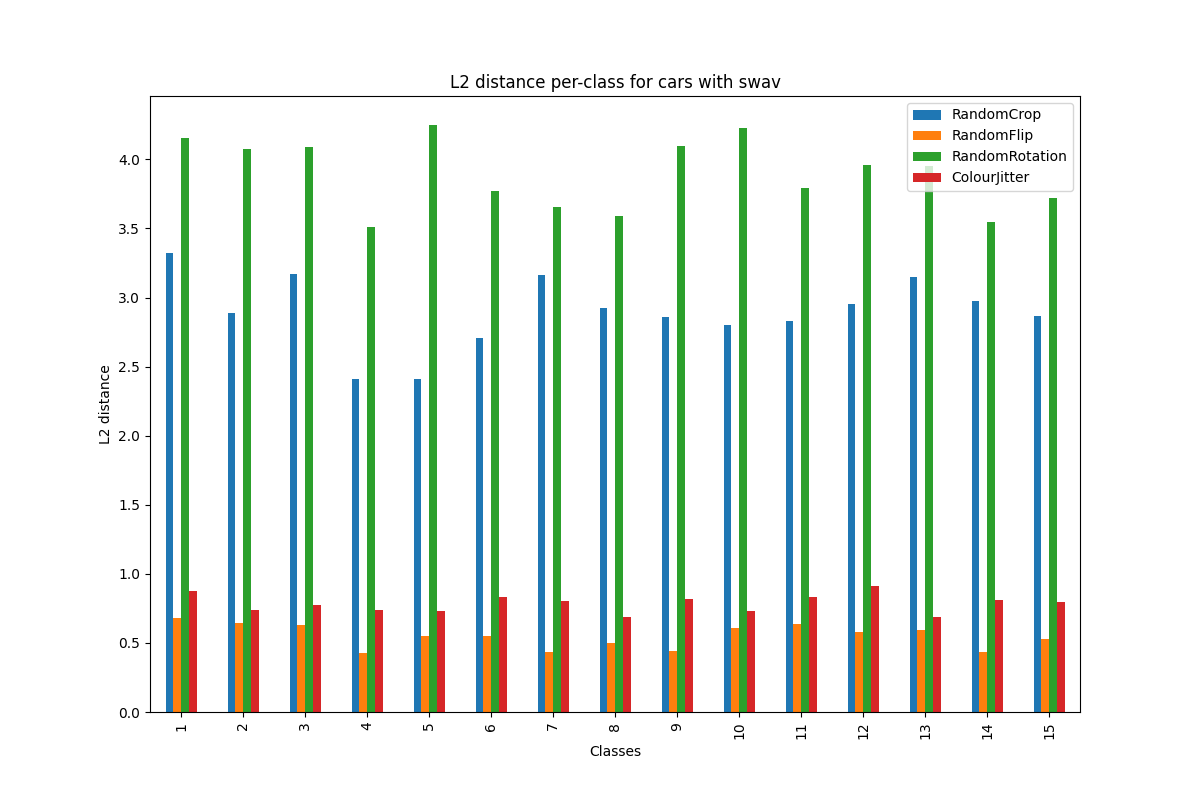 L2 distance per-class for cars with swav
RandomCrop
RandomFlip
RandomRotation
ColourJitter
L2 distance
4.0
3.5
3.0
2.5
2.0
1.5
1.0
0.5
0.0
1 2 3 4 5 6 7 8 9 10 11 12 13 14 15
Classes